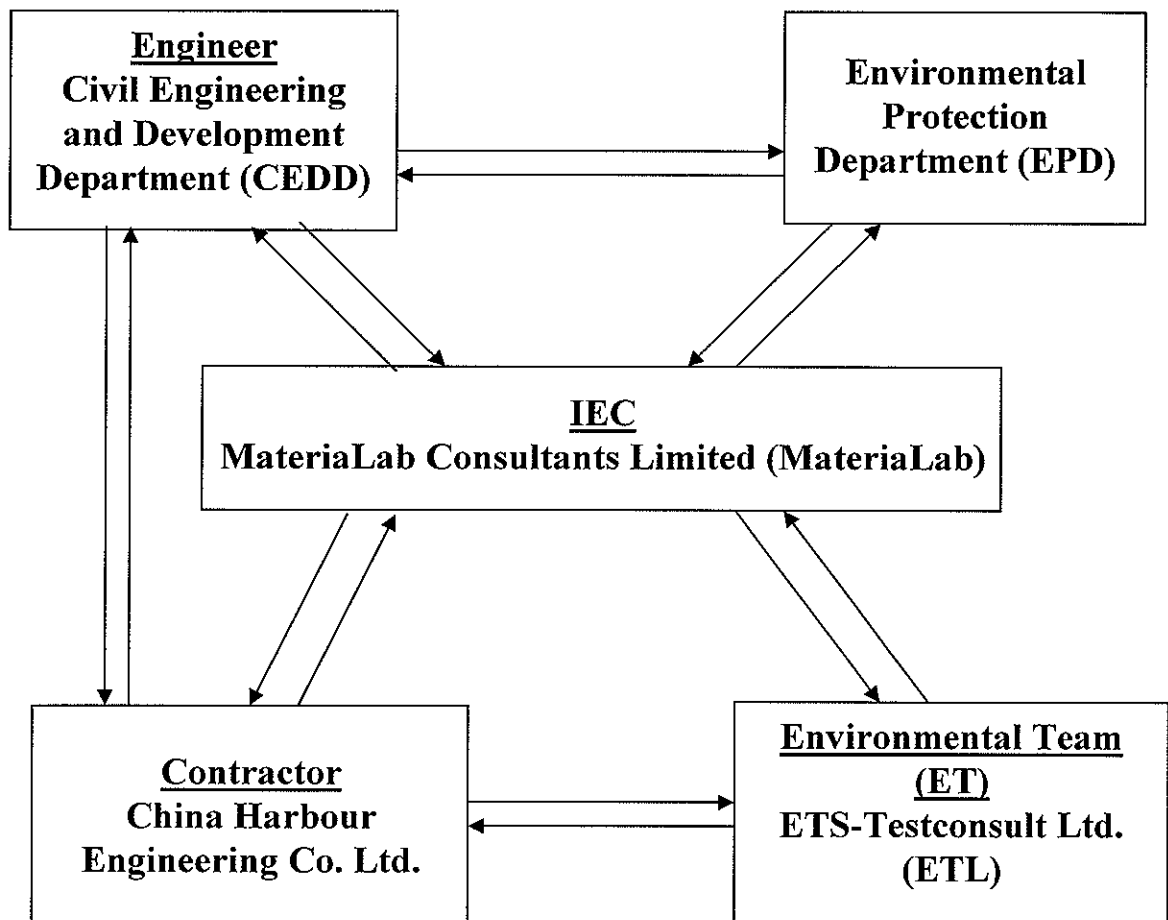 Engineer
Civil Engineering
and Development
Department (CEDD)
Environmental
Protection
Department (EPD)
IEC
MateriaLab Consultants Limited (MateriaLab)
Contractor
China Harbour
Engineering Co. Ltd.
Environmental Team
(ET)
ETS-Testconsult Ltd.
(ETL)